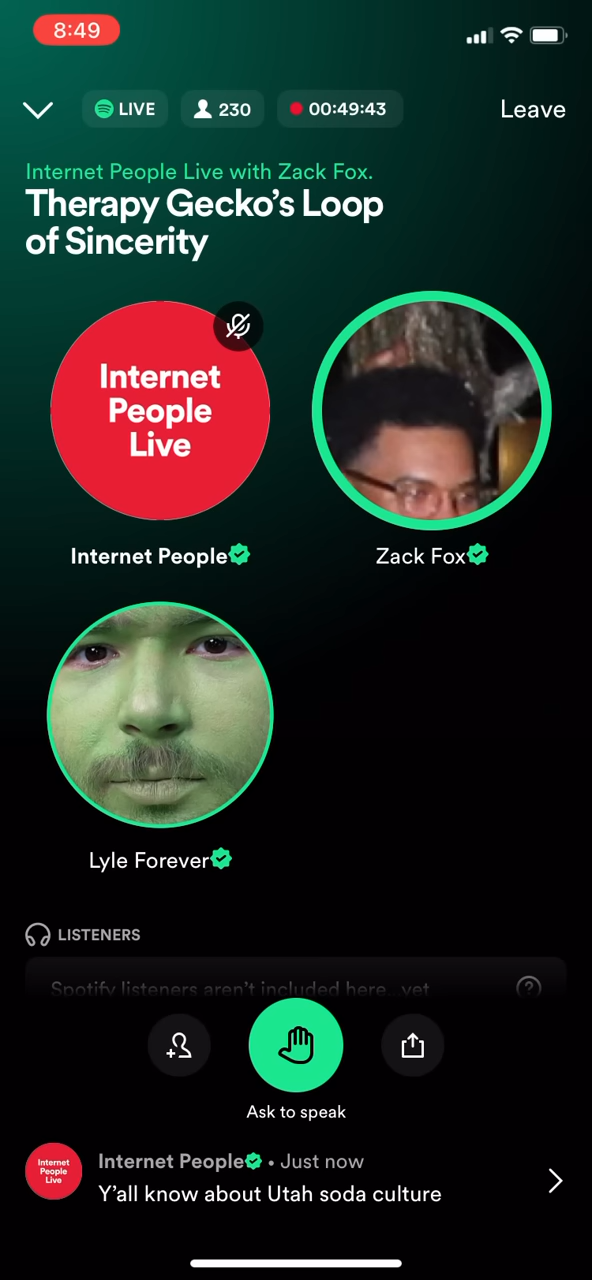 8:49
LIVE
230
00:49:43
Leave
Internet People Live with Zack Fox.
Therapy Gecko’s Loop
of Sincerity
Internet
People
Live
Internet People
Zack Fox
Lyle Forever
LISTENERS
Spotify listeners aren’t included here...yet
?
Ask to speak
Internet
People
Live
Internet People • Just now
Y’all know about Utah soda culture